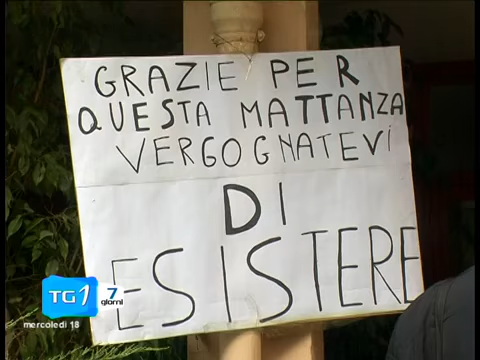 GRAZIE PER
QUESTA MATTANZA
VERGOGNATEVI
DI
ESISTERE
TG1 7 giorni
mercoledì 18